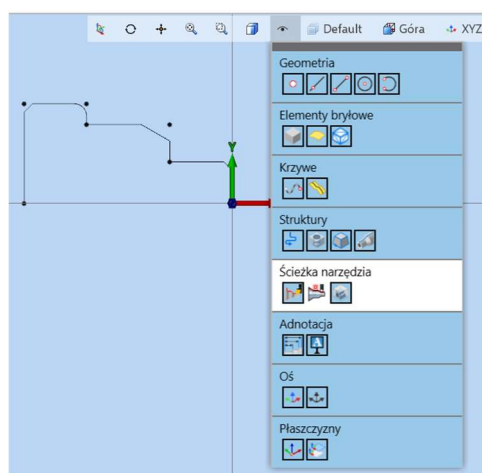 Default Góra XYZ
Geometria
Elementy bryłowe
Krzywe
Struktury
Ścieżka narzędzia
Adnotacja
Oś
Płaszczyzny
Y